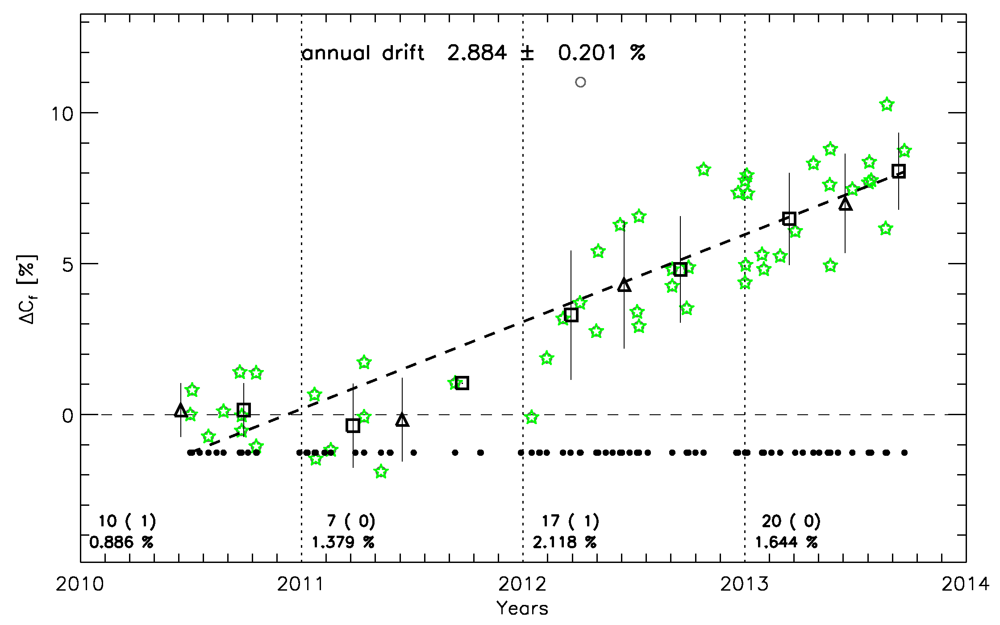 annual drift 2.884 ± 0.201 %
10
5
0
ΔCf [%]
10 ( 1)
0.886 %
7 ( 0)
1.379 %
17 ( 1)
2.118 %
20 ( 0)
1.644 %
2010 2011 2012 2013 2014
Years